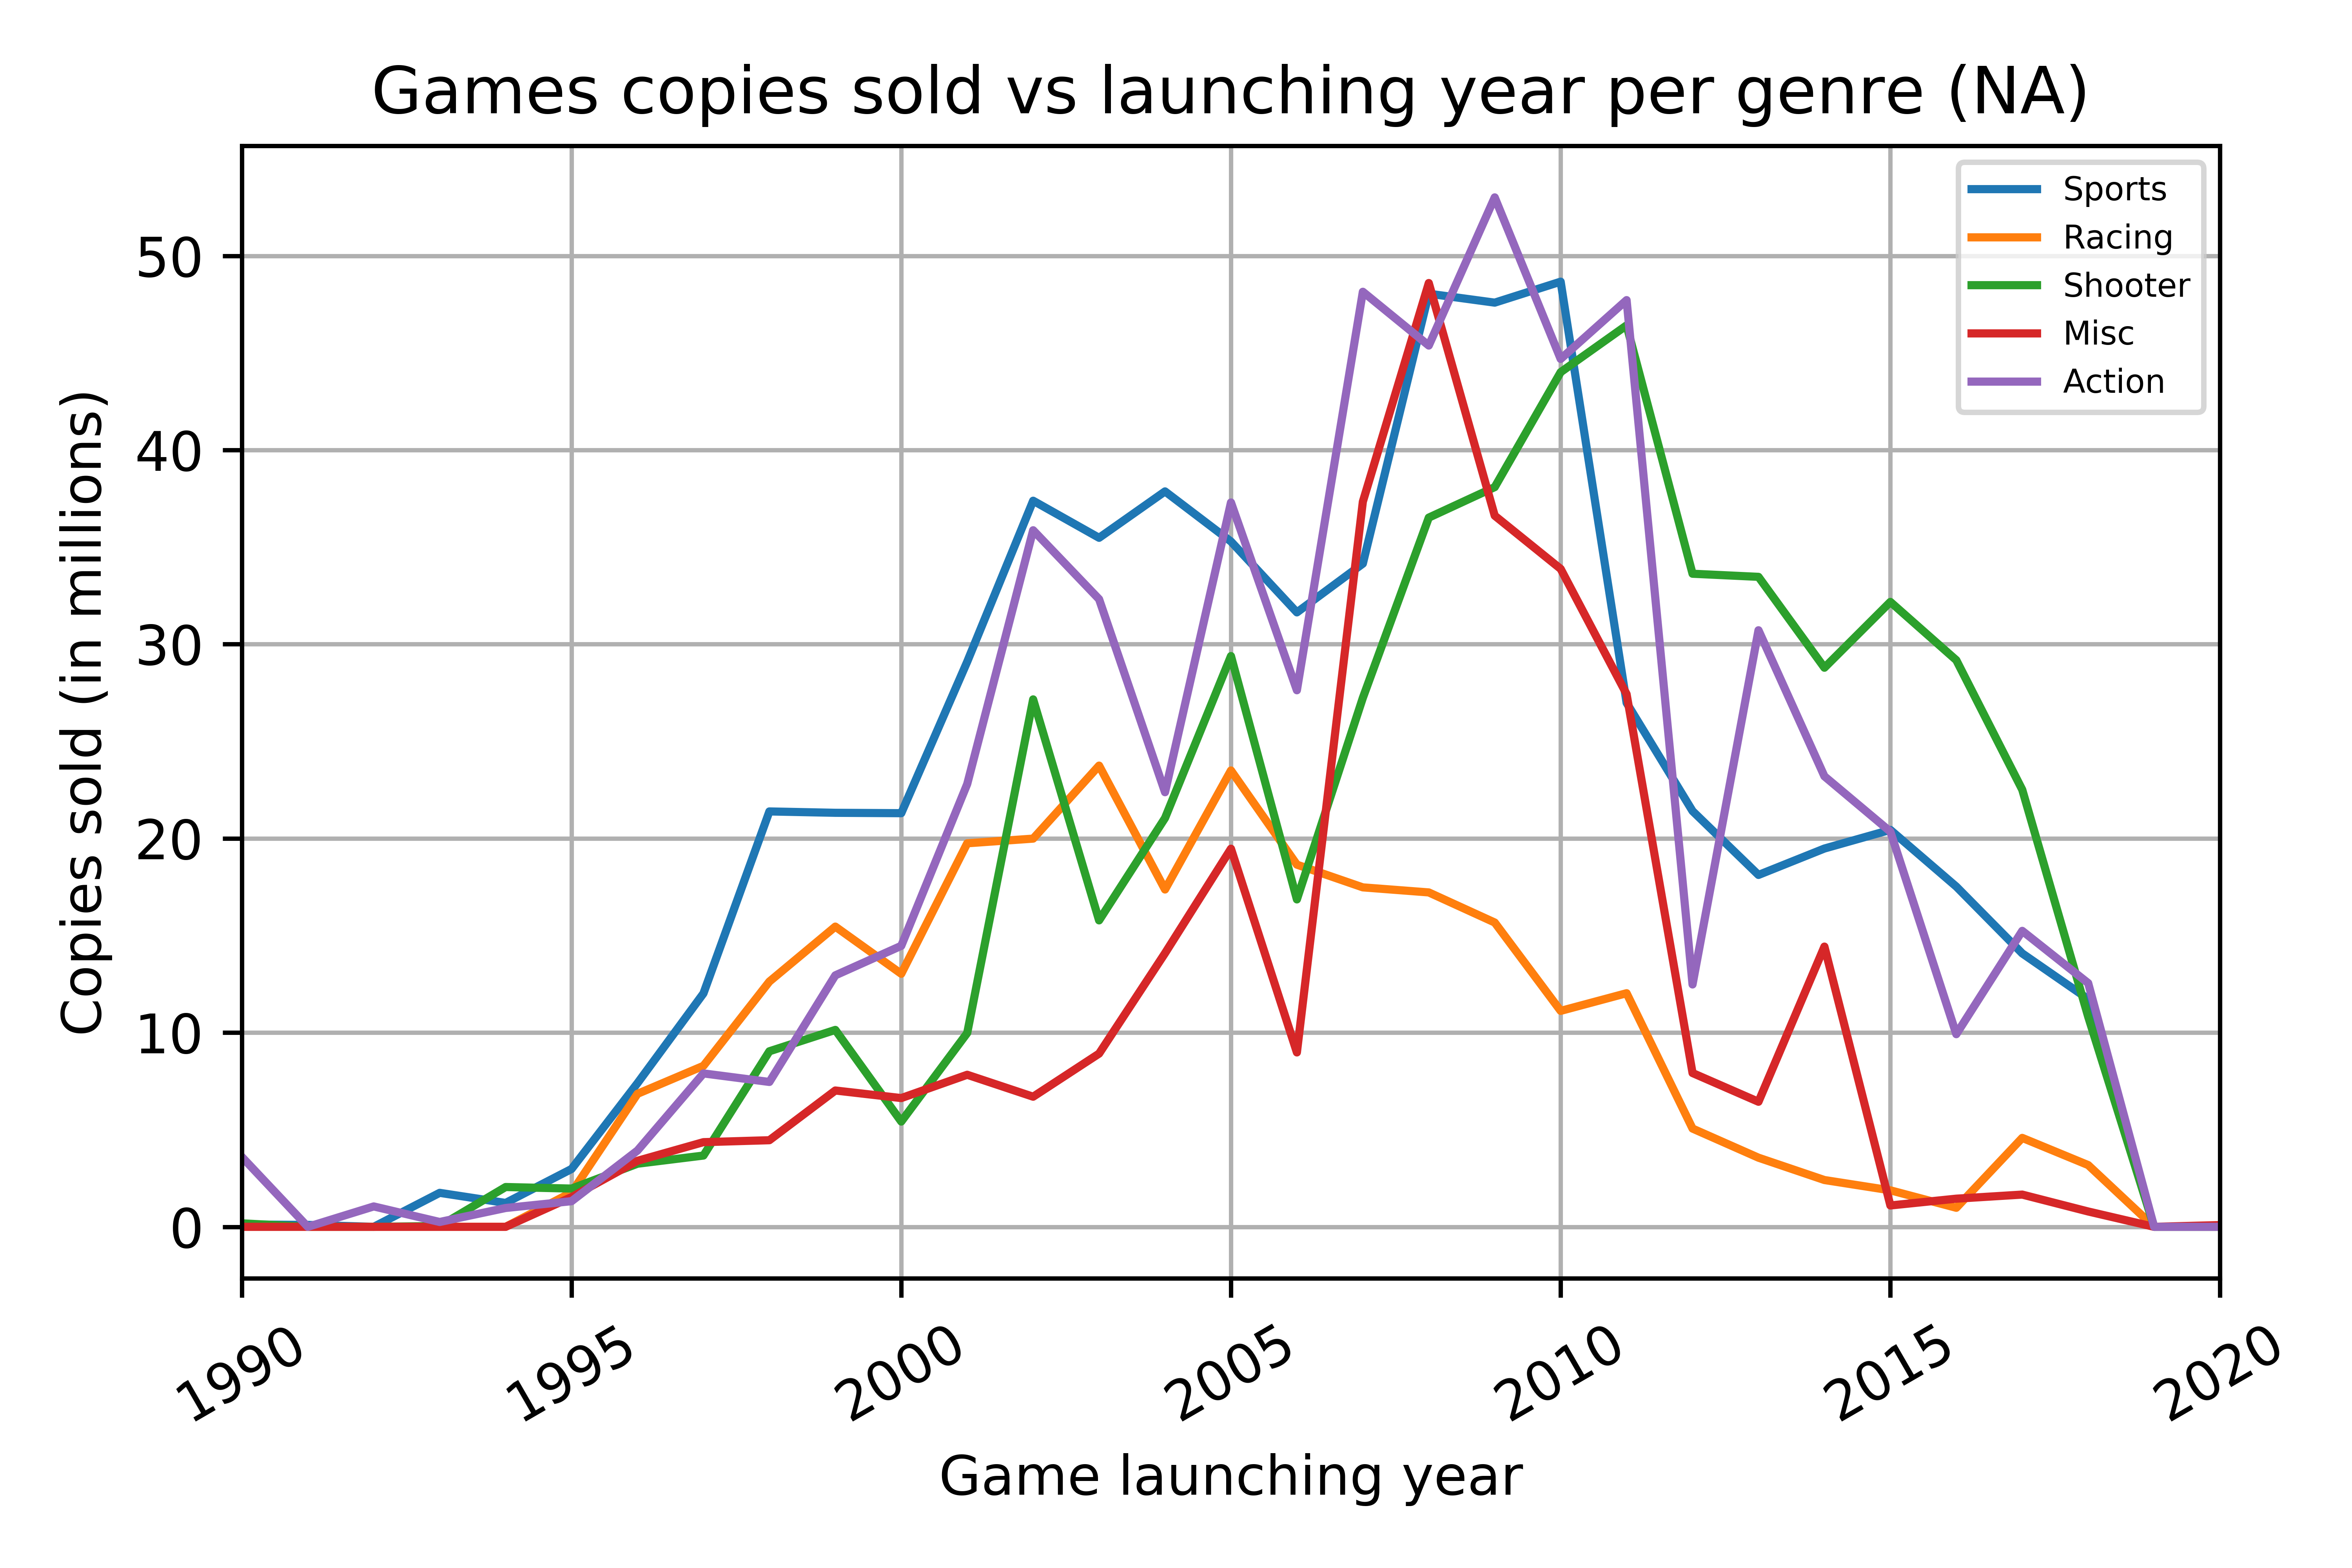 Games copies sold vs launching year per genre (NA)
Sports
Racing
Shooter
Misc
Action
Copies sold (in millions)
50
40
30
20
10
0
1990 1995 2000 2005 2010 2015 2020
Game launching year